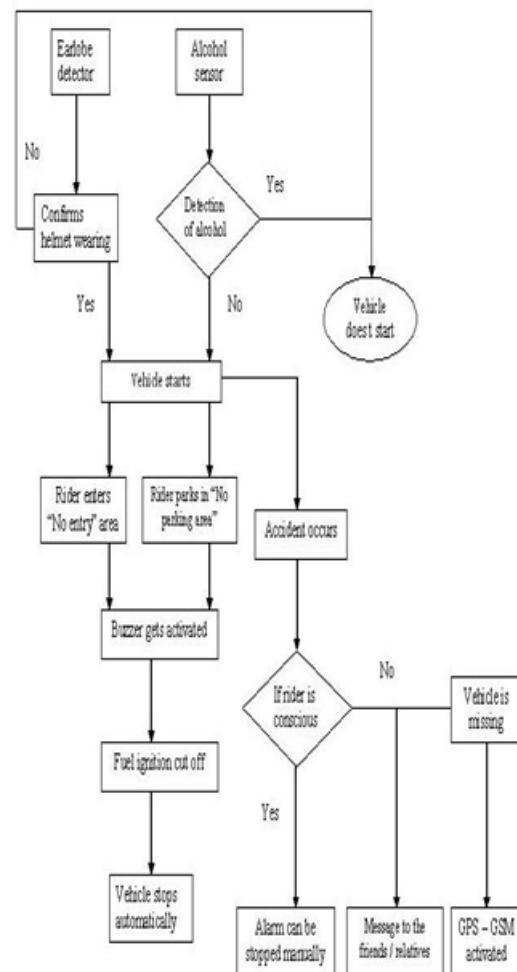 Earlobe
detector
Alcohol
sensor
No
Yes
Confirms
helmet wearing
Detection
of alcohol
Yes
No
Vehicle
does t start
Vehicle starts
Rider enters
“No entry” area
Rider parks in “No
parking area”
Accident occurs
Buzzer gets activated
If rider is
conscious
No
Vehicle is
missing
Fuel ignition cut off
Yes
Vehicle stops
automatically
Alarm can be
stopped manually
Message to the
friends / relatives
GPS – GSM
activated